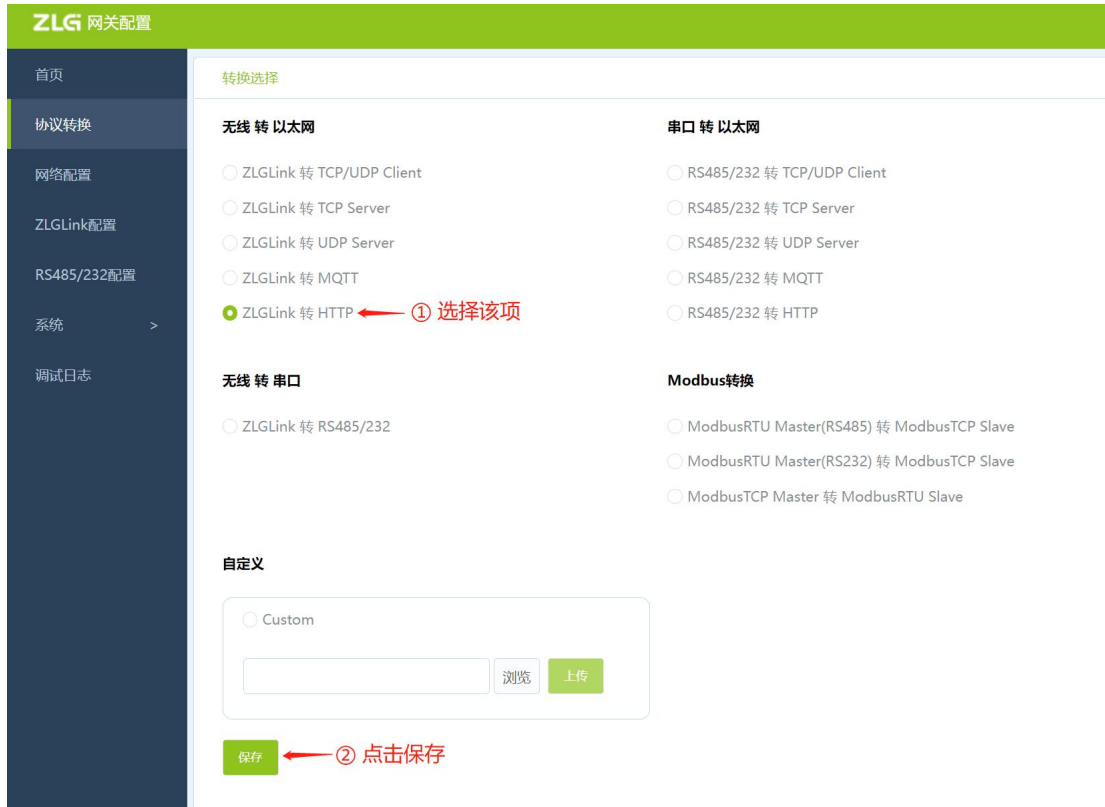 ZLG 网关配置
首页
协议转换
网络配置
ZLGLink配置
RS485/232配置
系统 >
调试日志
转换选择
无线 转 以太网
ZLGLink 转 TCP/UDP Client
ZLGLink 转 TCP Server
ZLGLink 转 UDP Server
ZLGLink 转 MQTT
ZLGLink 转 HTTP ① 选择该项
串口 转 以太网
RS485/232 转 TCP/UDP Client
RS485/232 转 TCP Server
RS485/232 转 UDP Server
RS485/232 转 MQTT
RS485/232 转 HTTP
无线 转 串口
ZLGLink 转 RS485/232
Modbus转换
ModbusRTU Master(RS485) 转 ModbusTCP Slave
ModbusRTU Master(RS232) 转 ModbusTCP Slave
ModbusTCP Master 转 ModbusRTU Slave
自定义
Custom
浏览 上传
保存 ② 点击保存